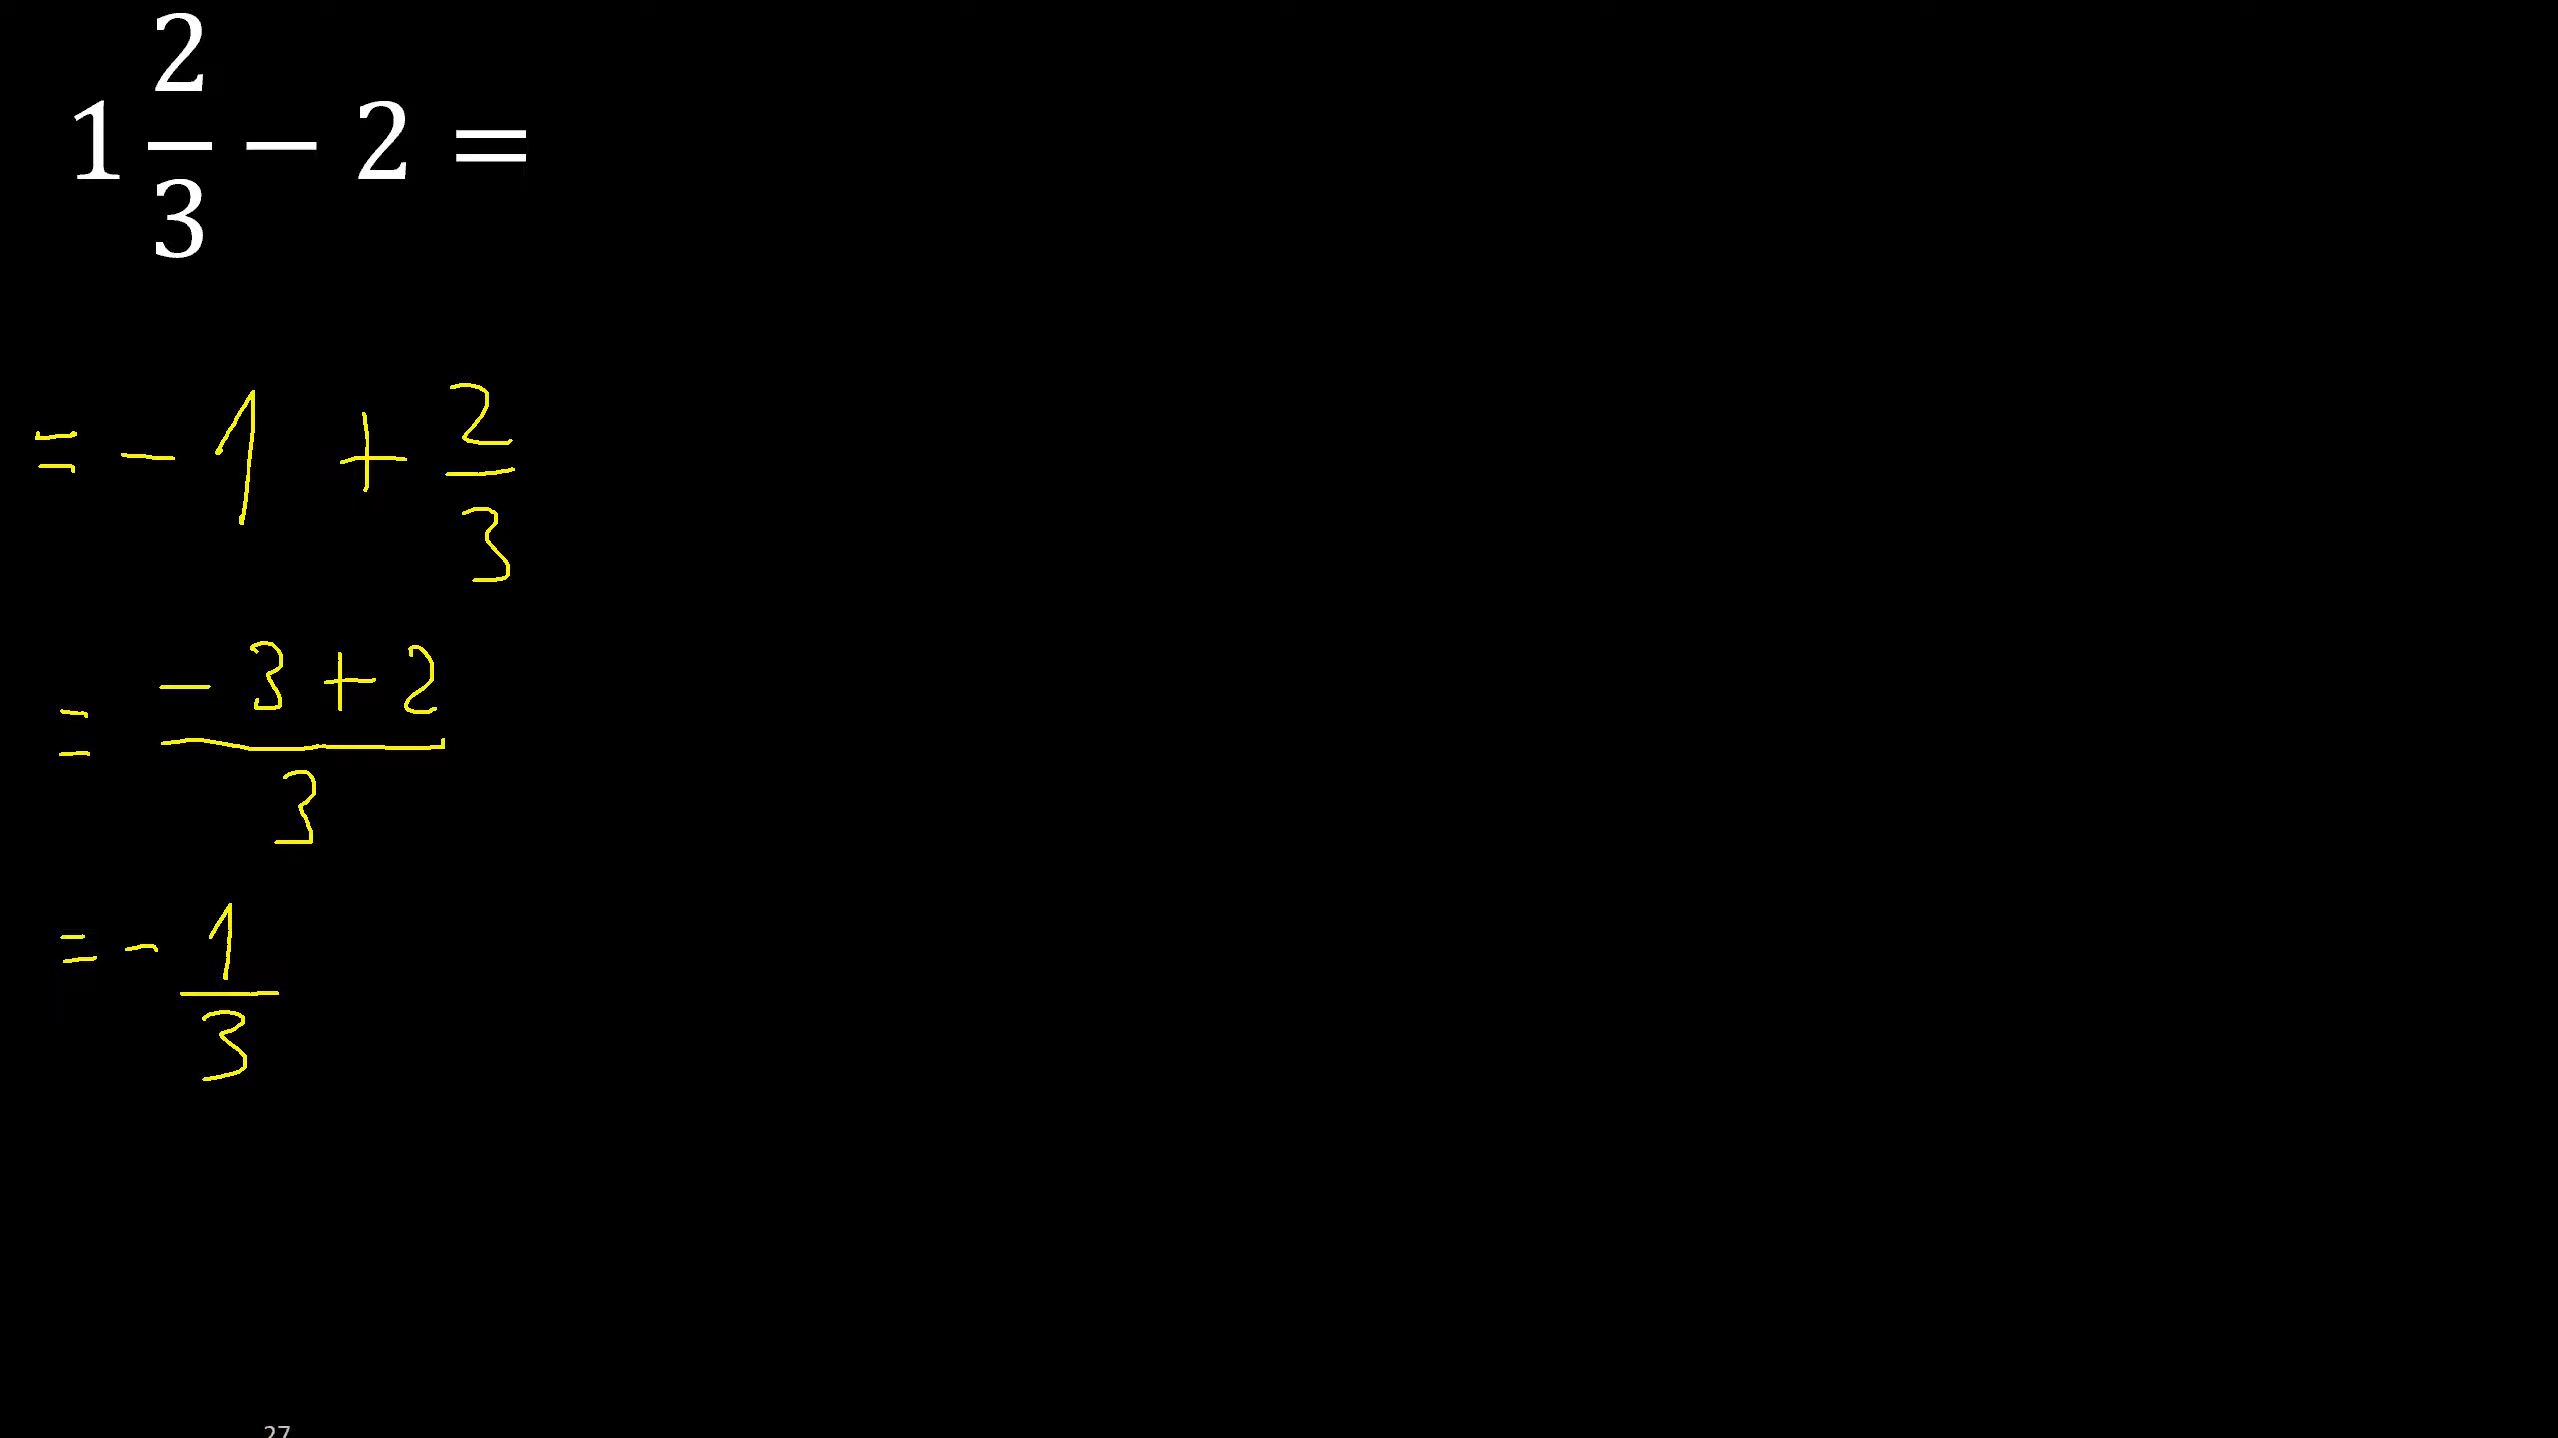 1 2/3 − 2 =
= - 1 + 2/3
= (- 3 + 2)/3
= - 1/3
27